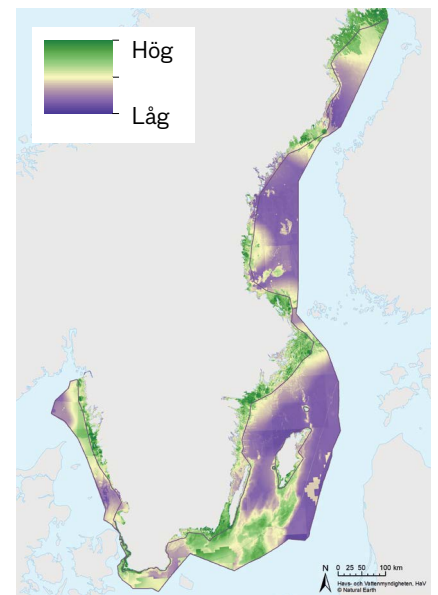 Hög
Låg
N
0 25 50 100 km
Havs- och Vattenmyndigheten, HaV
© Natural Earth